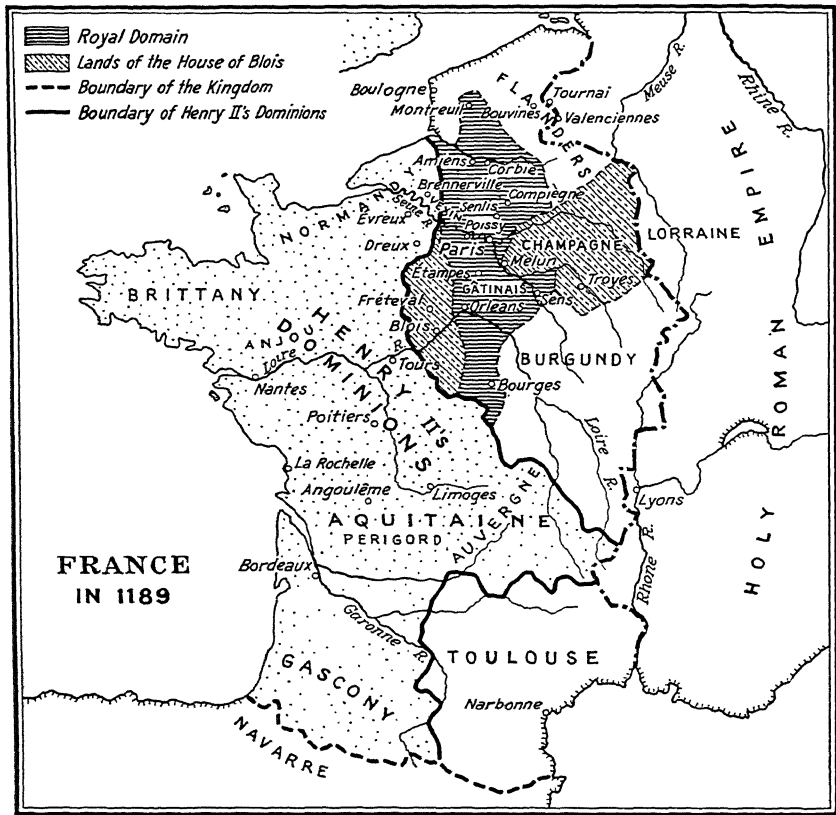 Royal Domain
Lands of the House of Blois
Boundary of the Kingdom
Boundary of Henry II's Dominions
Boulogne
Montreuil
FLANDERS
Bouvines
Tournai
Valenciennes
Meuse R.
Rhine R.
Amiens
Corbie
Brennerville
Compiegne
NORMANDY
Seine R.
VEXIN
Senlis
Evreux
Poissy
Dreux
Paris
CHAMPAGNE
LORRAINE
Melun
Étampes
Troyes
GÂTINAIS
BRITTANY
Fréteval
Orleans
Sens
HENRY II's
DOMINIONS
ANJOU
Blois
Loire R.
Tours
BURGUNDY
Nantes
Bourges
Poitiers
Loire R.
La Rochelle
Angoulême
Limoges
Lyons
AQUITAINE
PERIGORD
AUVERGNE
HOLY ROMAN EMPIRE
FRANCE
IN 1189
Bordeaux
Rhone R.
Garonne R.
TOULOUSE
GASCONY
Narbonne
NAVARRE